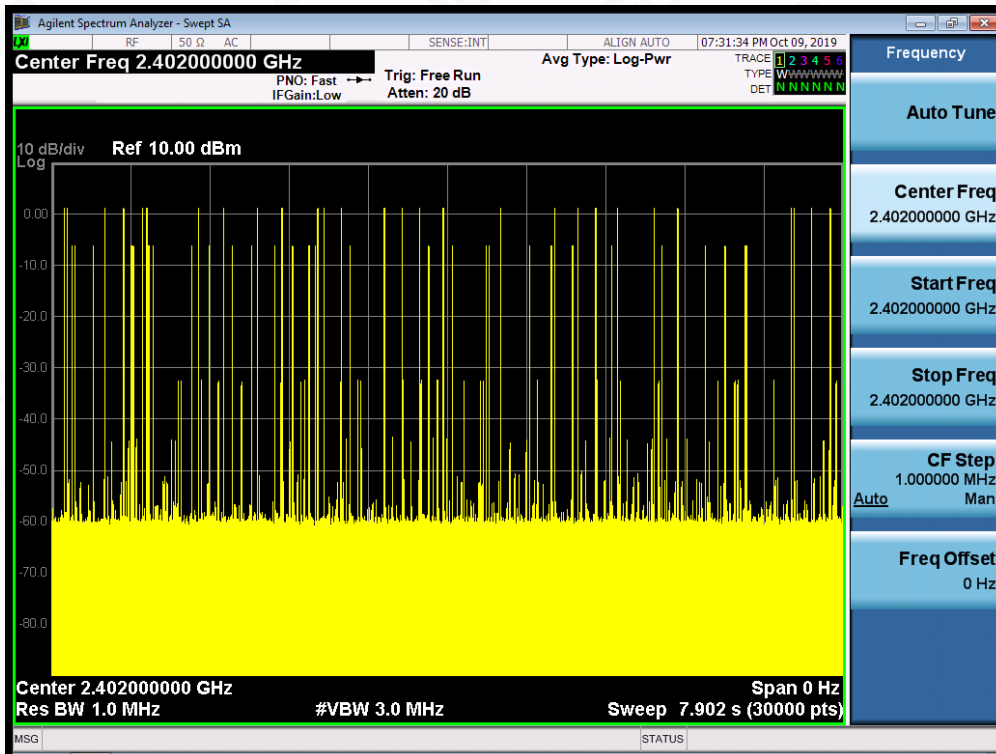 Agilent Spectrum Analyzer - Swept SA
LXI RF 50 Ω AC SENSE:INT ALIGN AUTO 07:31:34 PM Oct 09, 2019
Center Freq 2.402000000 GHz
PNO: Fast
IFGain:Low
Trig: Free Run
Atten: 20 dB
Avg Type: Log-Pwr
TRACE 1 2 3 4 5 6
TYPE WWWWWWW
DET N N N N N N
10 dB/div
Log
Ref 10.00 dBm
0.00
-10.0
-20.0
-30.0
-40.0
-50.0
-60.0
-70.0
-80.0
Center 2.402000000 GHz
Span 0 Hz
Res BW 1.0 MHz
#VBW 3.0 MHz
Sweep 7.902 s (30000 pts)
MSG
STATUS
Frequency
Auto Tune
Center Freq
2.402000000 GHz
Start Freq
2.402000000 GHz
Stop Freq
2.402000000 GHz
CF Step
1.000000 MHz
Auto Man
Freq Offset
0 Hz